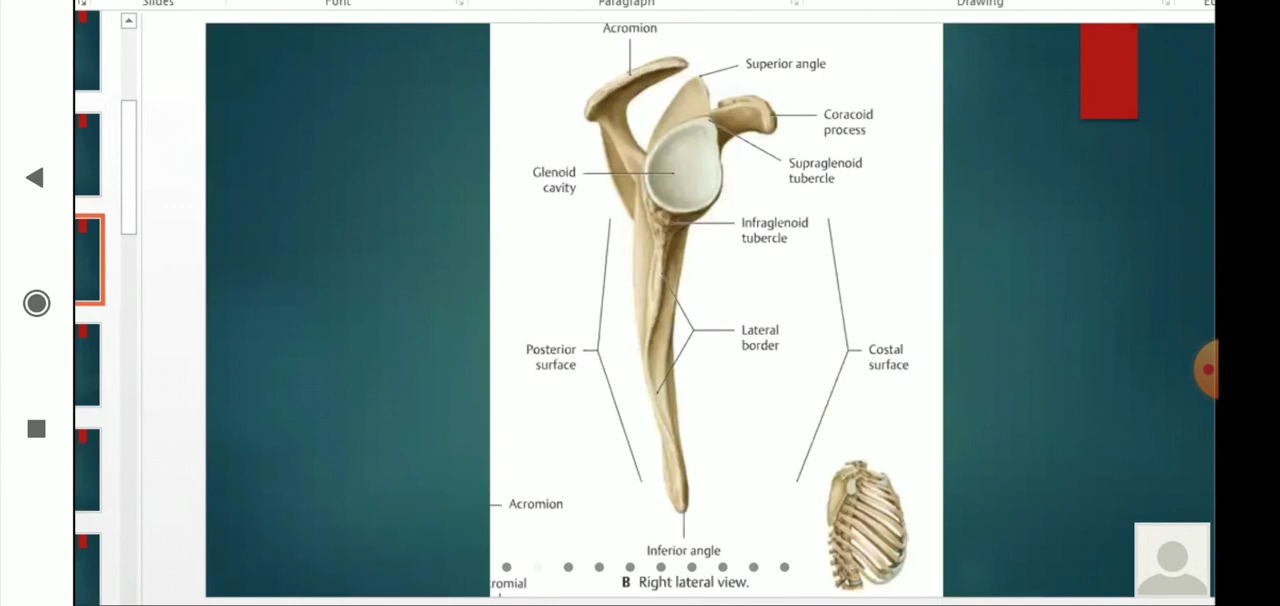 Slides
Font
Paragraph
Drawing
Acromion
Superior angle
Coracoid
process
Supraglenoid
tubercle
Glenoid
cavity
Infraglenoid
tubercle
Lateral
border
Posterior
surface
Costal
surface
Acromion
Inferior angle
romial
B Right lateral view.